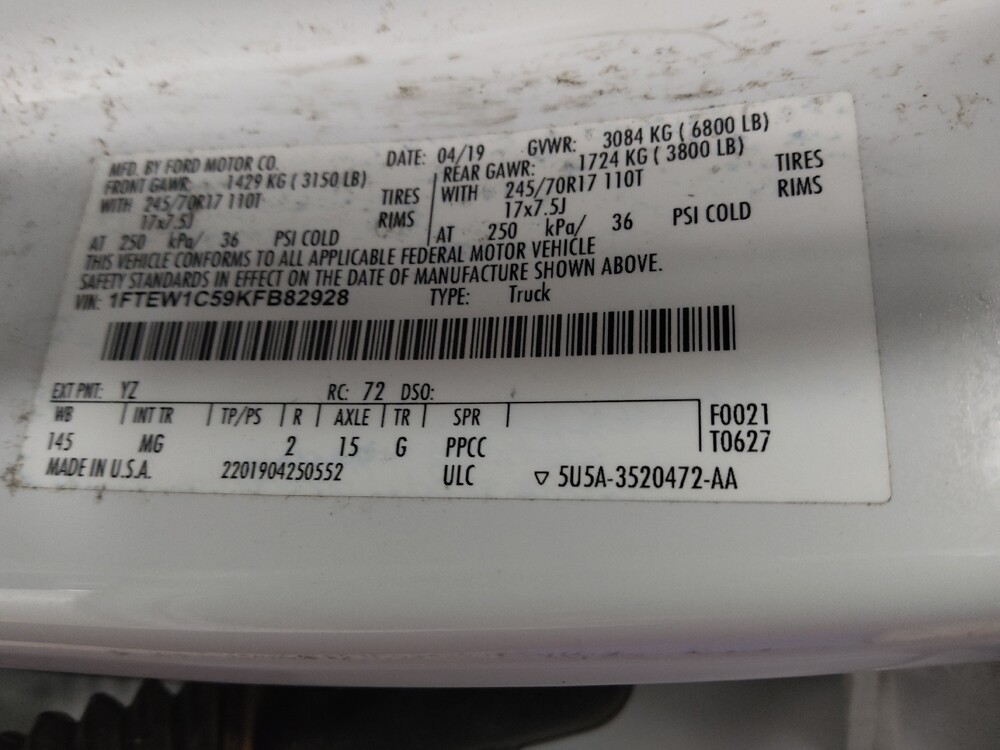 MFD. BY FORD MOTOR CO. DATE: 04/19 GVWR: 3084 KG ( 6800 LB)
FRONT GAWR: 1429 KG ( 3150 LB) REAR GAWR: 1724 KG ( 3800 LB)
WITH 245/70R17 110T TIRES WITH 245/70R17 110T TIRES
17x7.5J RIMS 17x7.5J RIMS
AT 250 kPa/ 36 PSI COLD AT 250 kPa/ 36 PSI COLD
THIS VEHICLE CONFORMS TO ALL APPLICABLE FEDERAL MOTOR VEHICLE
SAFETY STANDARDS IN EFFECT ON THE DATE OF MANUFACTURE SHOWN ABOVE.
VIN: 1FTEW1C59KFB82928 TYPE: Truck
EXT PNT: YZ RC: 72 DSO:
WB INT TR TP/PS R AXLE TR SPR F0021
145 MG 2 15 G PPCC T0627
MADE IN U.S.A. 2201904250552 ULC ▽ 5U5A-3520472-AA